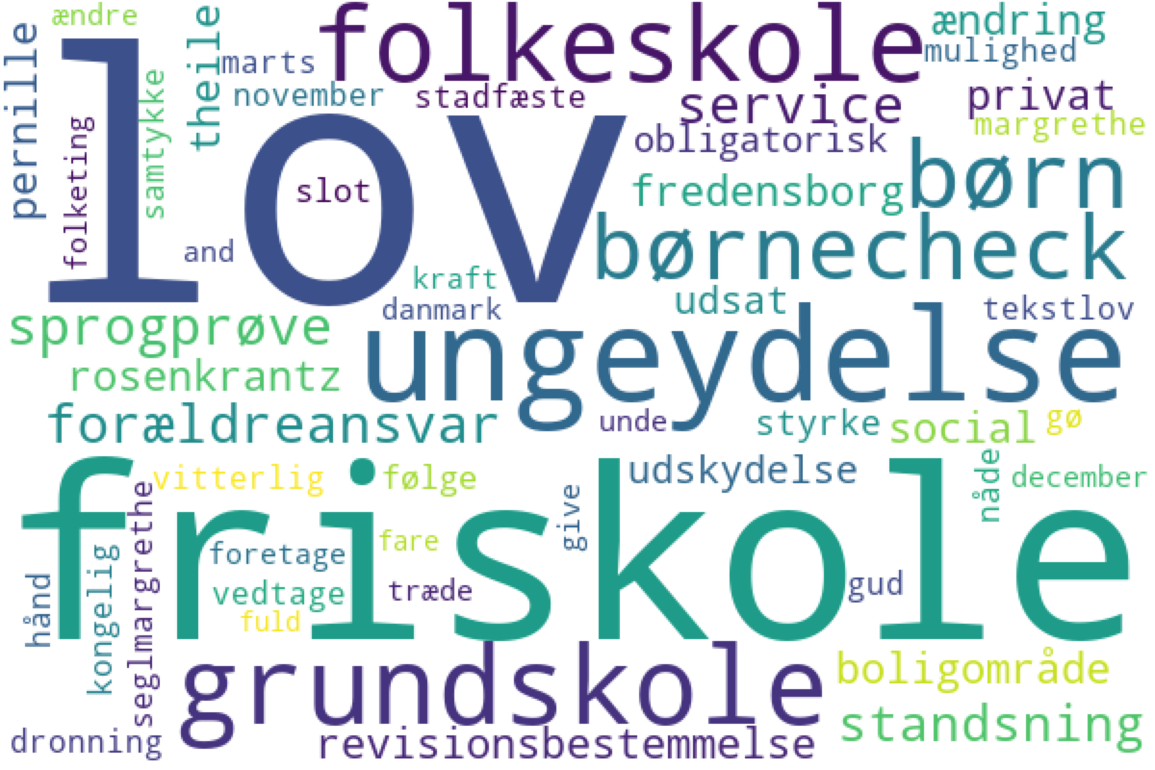 ændre
folkeskole
ændring
pernille
theile
marts
mulighed
lov
november
stadfæste
service
privat
folketing
samtykke
obligatorisk
margrethe
slot
fredensborg
børn
and
børnecheck
kraft
danmark
udsat
tekstlov
sprogprøve
ungeydelse
rosenkrantz
forældreansvar
unde
styrke
social
gø
vitterlig
følge
udskydelse
nåde
december
friskole
seglmargrethe
give
fare
foretage
kongelig
hånd
vedtage
træde
gud
fuld
grundskole
boligområde
standsning
dronning
revisionsbestemmelse